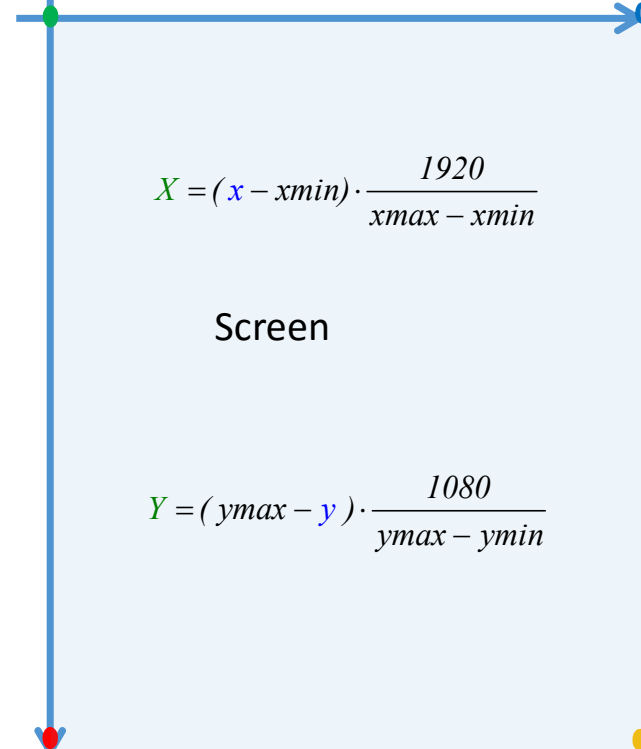 X = ( x − xmin) · 1920 / xmax − xmin
Screen
Y = ( ymax − y ) · 1080 / ymax − ymin